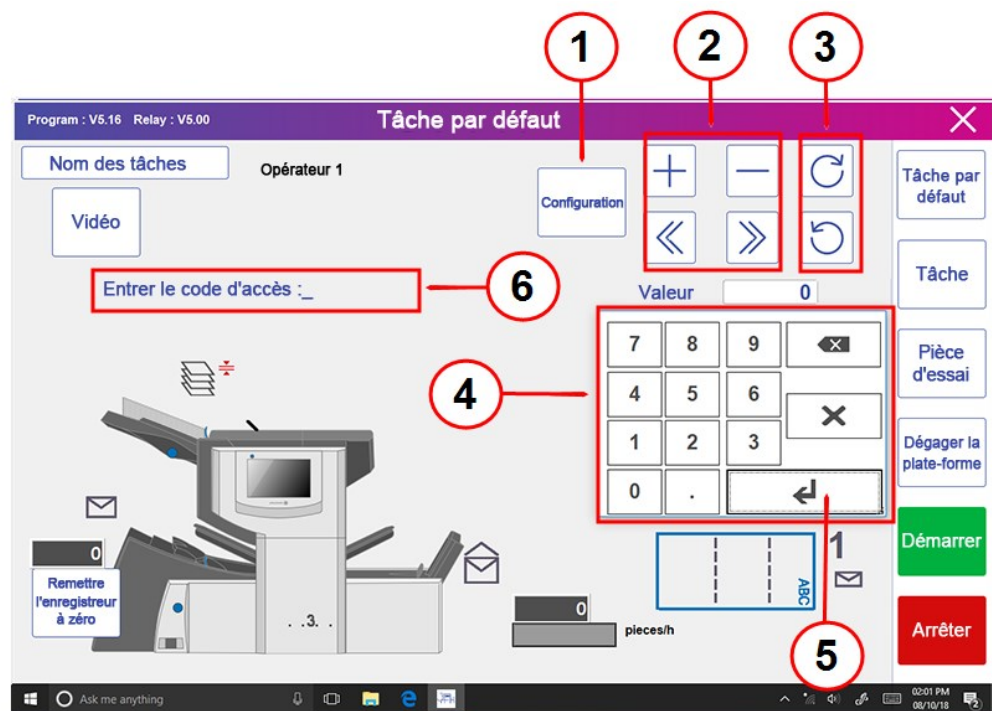 1
2
3
Program : V5.16 Relay : V5.00
Tâche par défaut
Nom des tâches
Opérateur 1
Vidéo
Configuration
Tâche par
défaut
Entrer le code d'accès :_
6
Valeur
0
Tâche
4
7 8 9
4 5 6
1 2 3
0 .
Pièce
d'essai
Dégager la
plate-forme
0
Remettre
l'enregistreur
à zéro
. .3. .
0
pieces/h
ABC
1
Démarrer
5
Arrêter
Ask me anything
02:01 PM
08/10/18
2